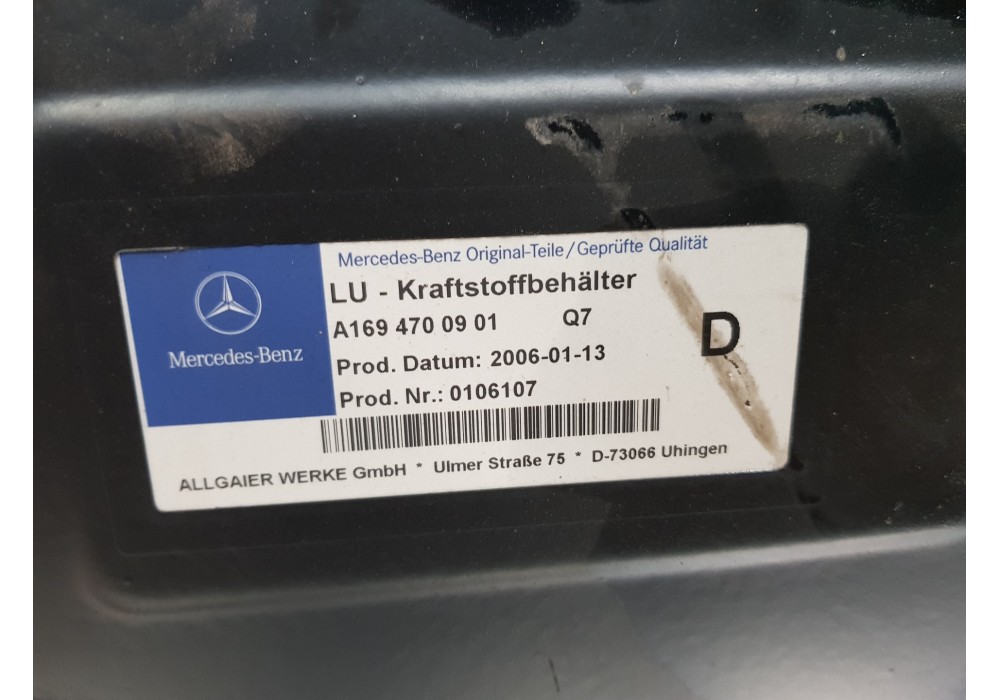 Mercedes-Benz Original-Teile/Geprüfte Qualität
LU - Kraftstoffbehälter
A169 470 09 01 Q7
D
Mercedes-Benz
Prod. Datum: 2006-01-13
Prod. Nr.: 0106107
ALLGAIER WERKE GmbH * Ulmer Straße 75 * D-73066 Uhingen